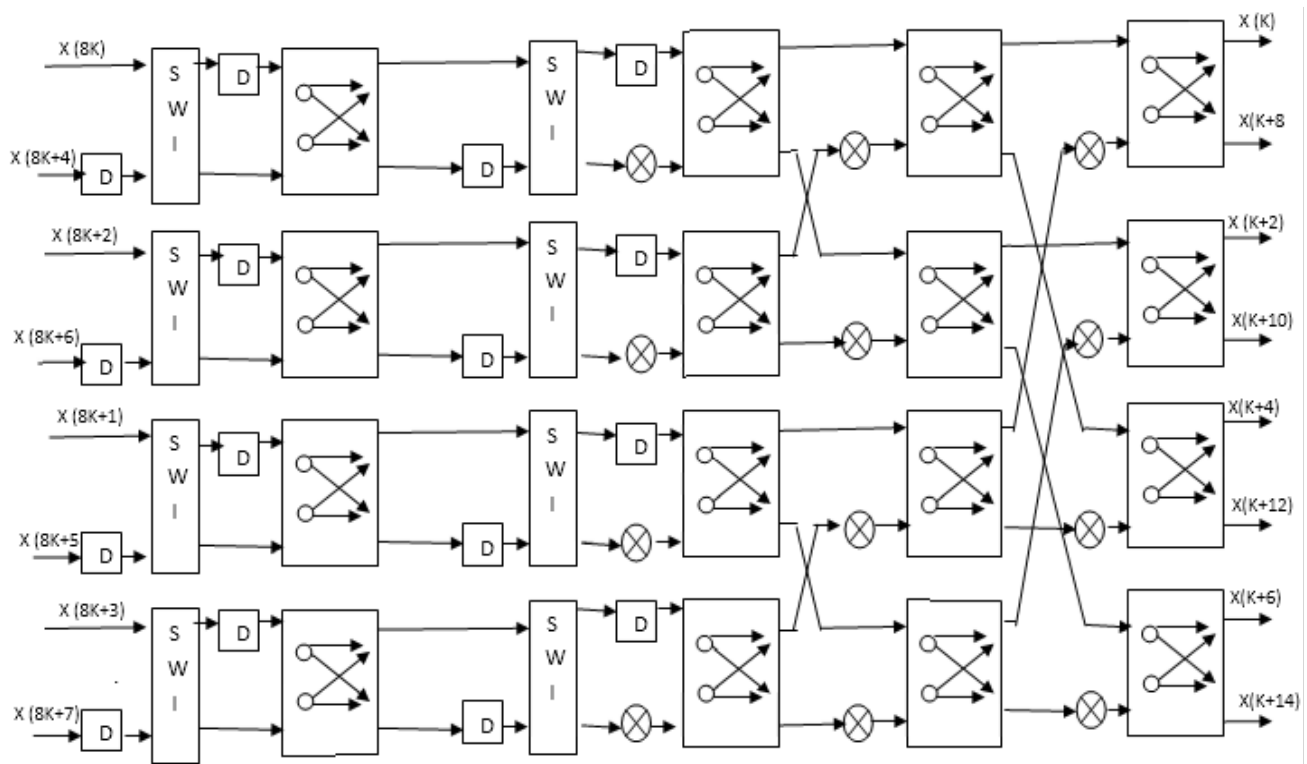 X (8K)
S
W
I
D
S
W
I
D
X (K)
X (8K+4)
D
D
X(K+8
X (8K+2)
S
W
I
D
S
W
I
D
X (K+2)
X (8K+6)
D
D
X(K+10)
X (8K+1)
S
W
I
D
S
W
I
D
X(K+4)
X (8K+5
D
D
X(K+12)
X (8K+3)
S
W
I
D
S
W
I
D
X(K+6)
X (8K+7)
D
D
X(K+14)